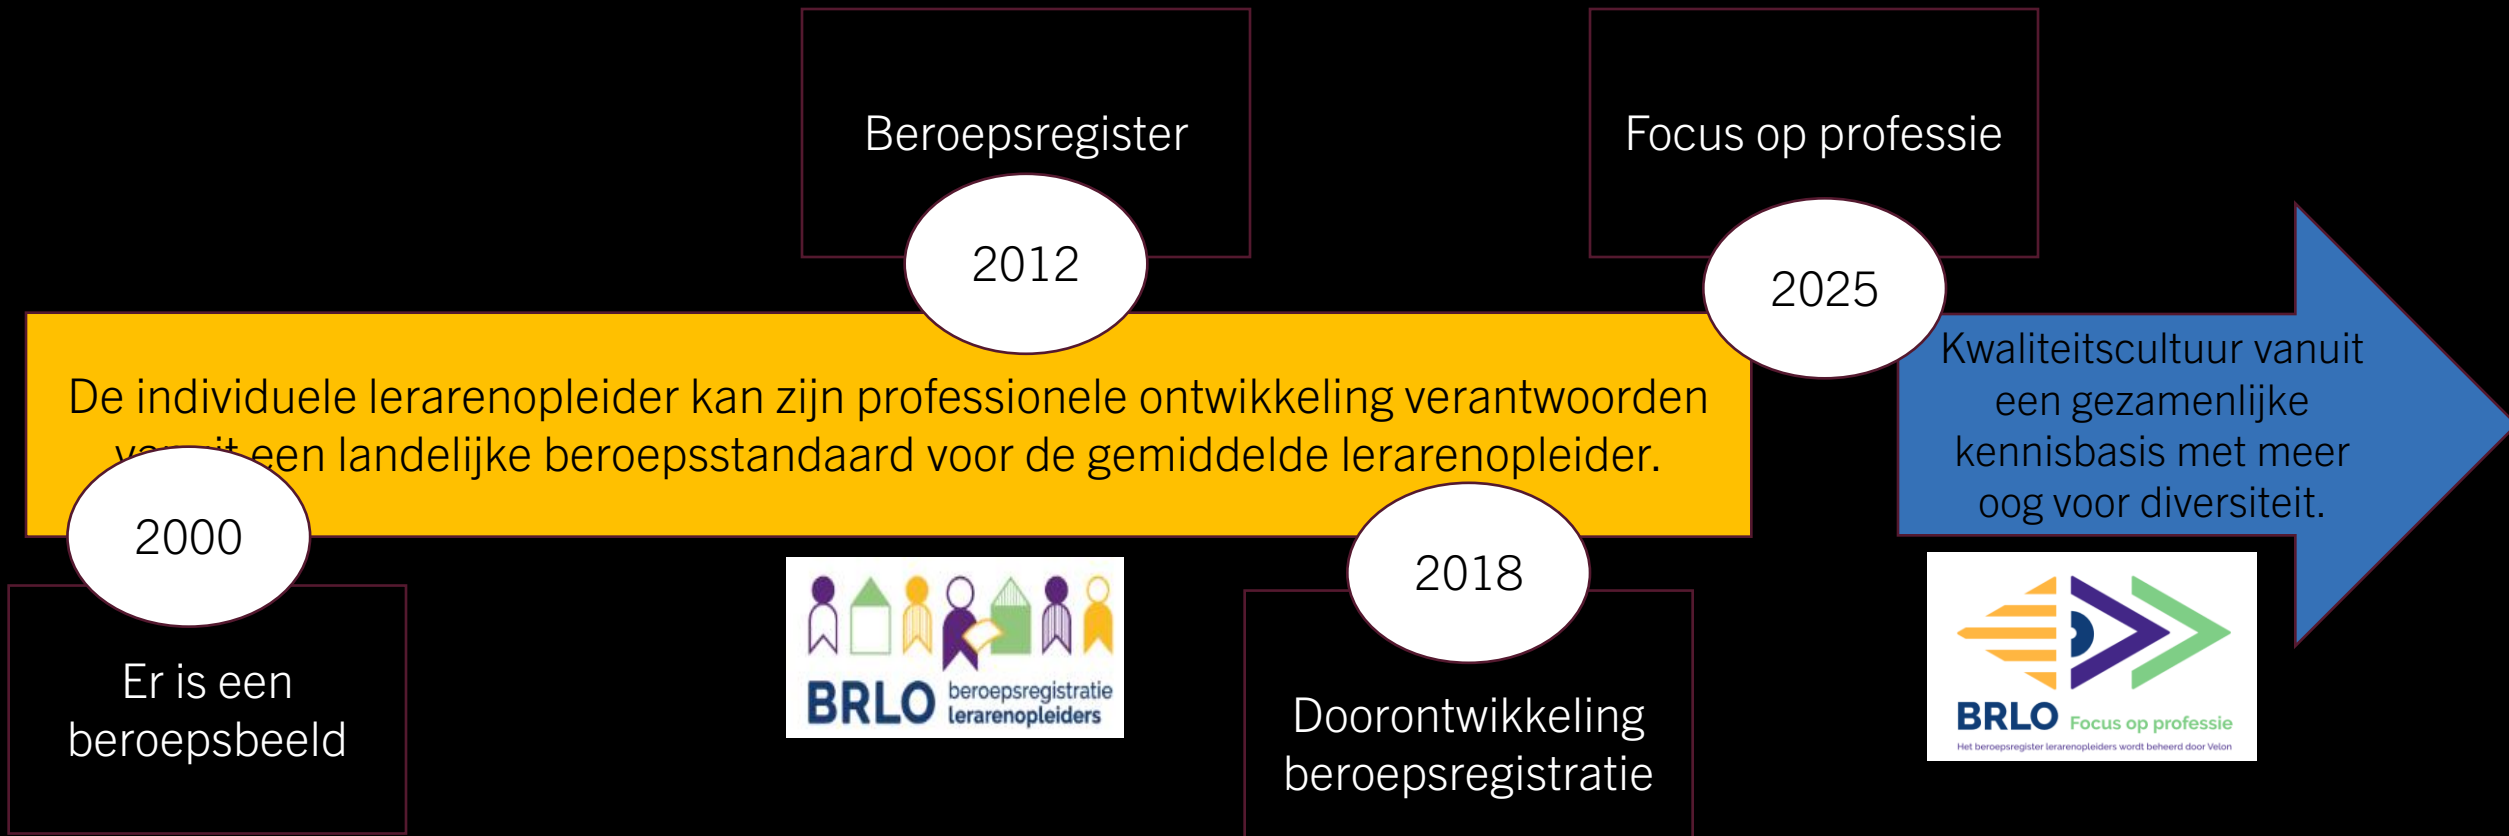 Beroepsregister
2012
Focus op professie
2025
De individuele lerarenopleider kan zijn professionele ontwikkeling verantwoorden
een landelijke beroepsstandaard voor de gemiddelde lerarenopleider.
Kwaliteitscultuur vanuit
een gezamenlijke
kennisbasis met meer
oog voor diversiteit.
2000
Er is een
beroepsbeeld
BRLO beroepsregistratie
lerarenopleiders
2018
Doorontwikkeling
beroepsregistratie
BRLO Focus op professie
Het beroepsregister lerarenopleiders wordt beheerd door Velon